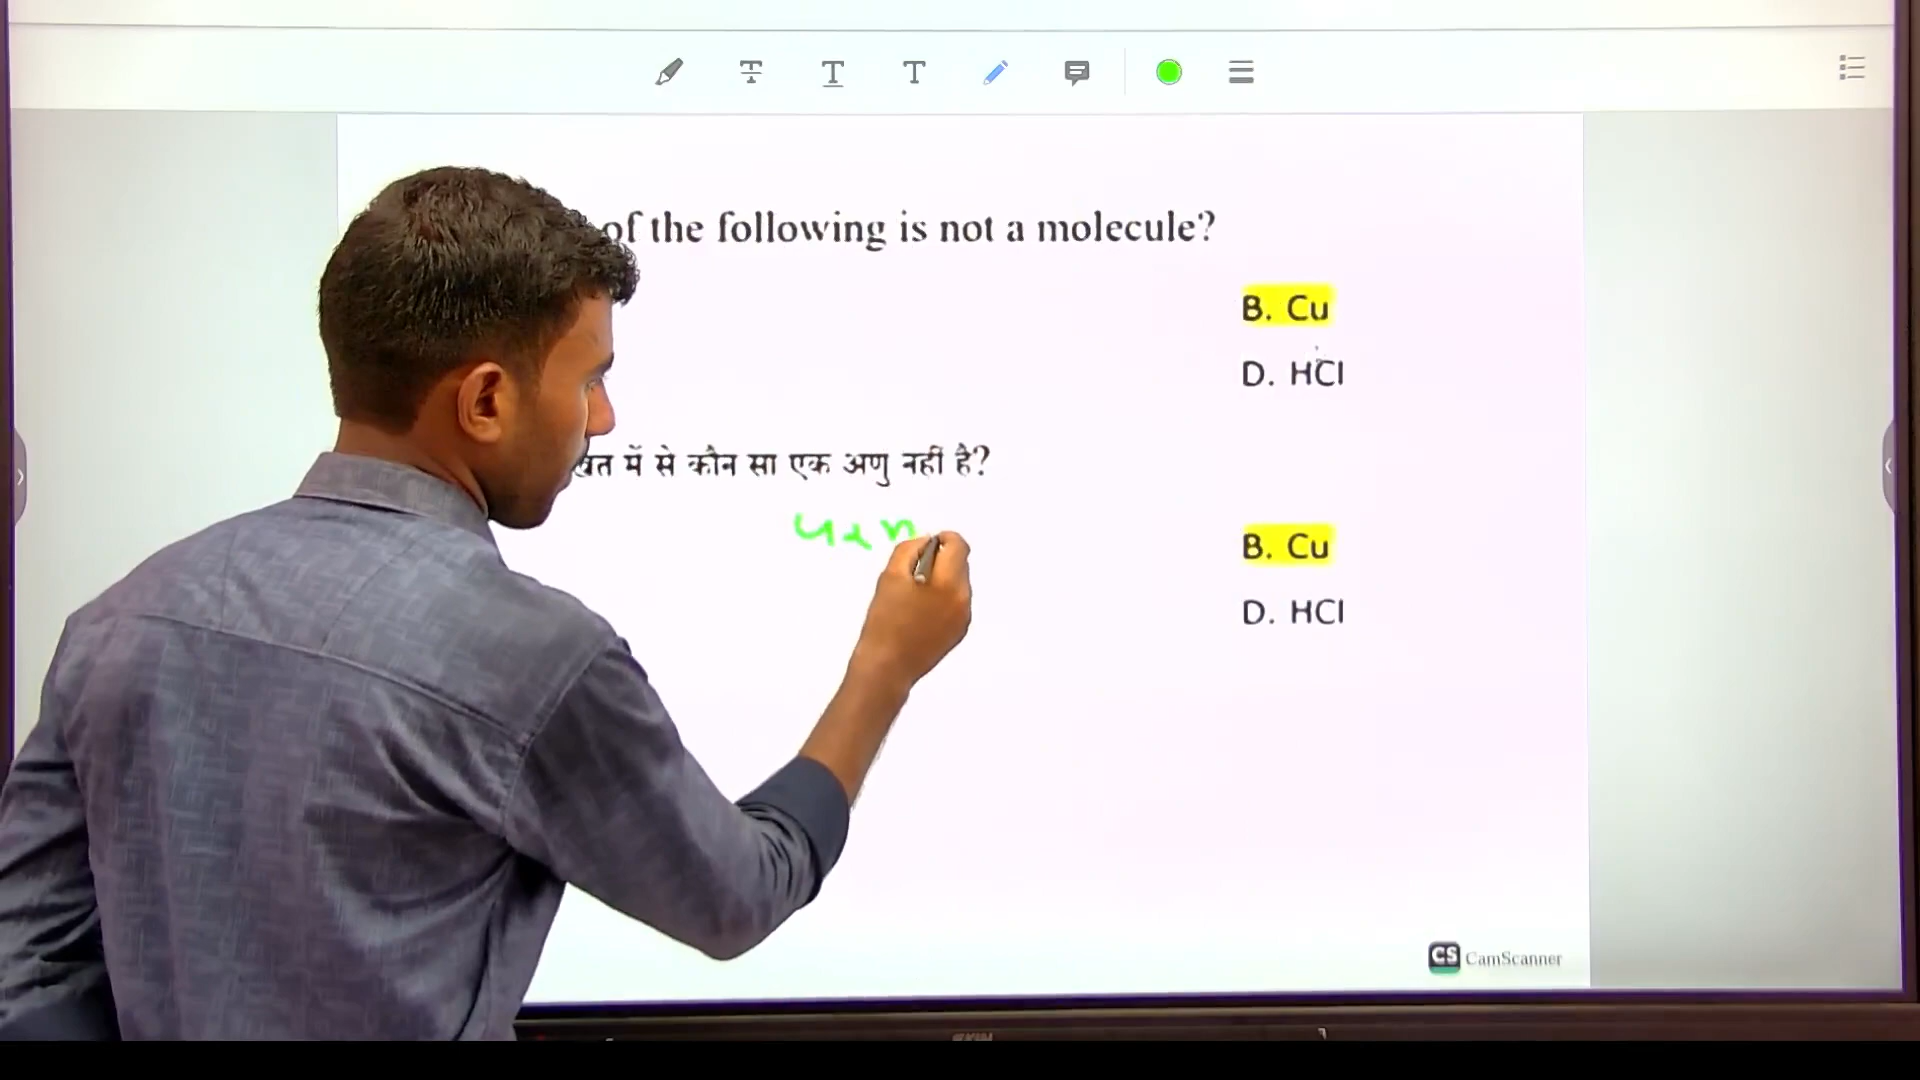 of the following is not a molecule?
B. Cu
D. HCl
में से कौन सा एक अणु नहीं है?
B. Cu
D. HCl
CS CamScanner